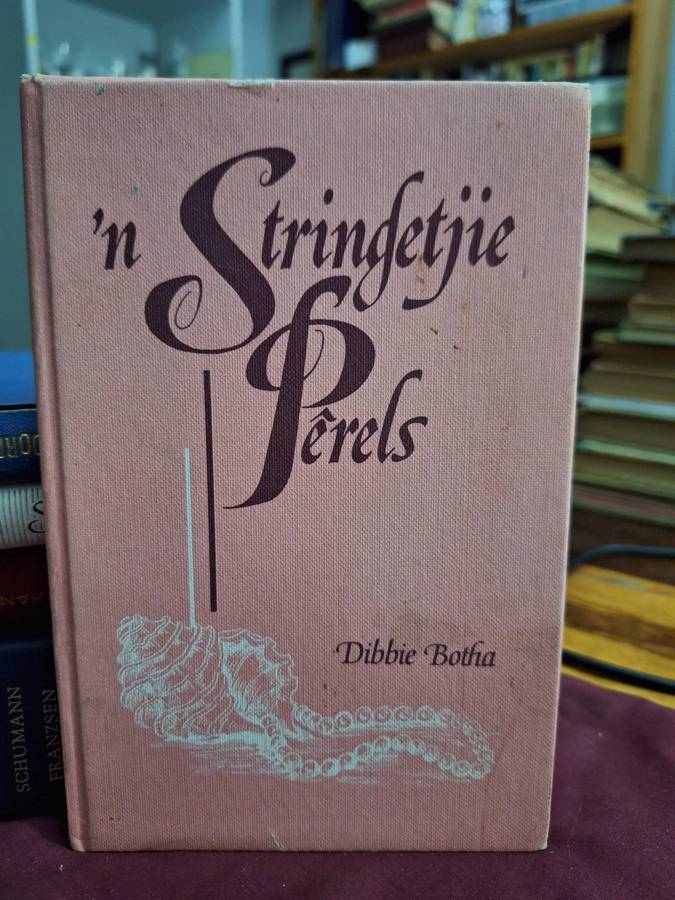 'n Stringetjie
Pêrels
Dibbie Botha
SCHUMANN
FRANZSEN